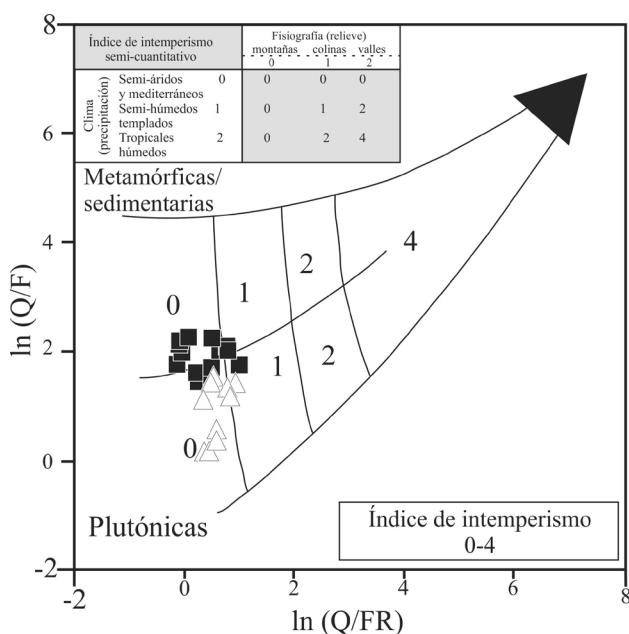 8
6
4
2
0
-2
ln (Q/F)
Índice de intemperismo
semi-cuantitativo
Fisiografía (relieve)
montañas colinas valles
0 1 2
Clima
(precipitación)
Semi-áridos 0 0 0 0
y mediterráneos
Semi-húmedos 1 0 1 2
templados
Tropicales 2 0 2 4
húmedos
Metamórficas/
sedimentarias
0
1
2
4
1
2
0
Plutónicas
Índice de intemperismo
0-4
-2 0 2 4 6 8
ln (Q/FR)